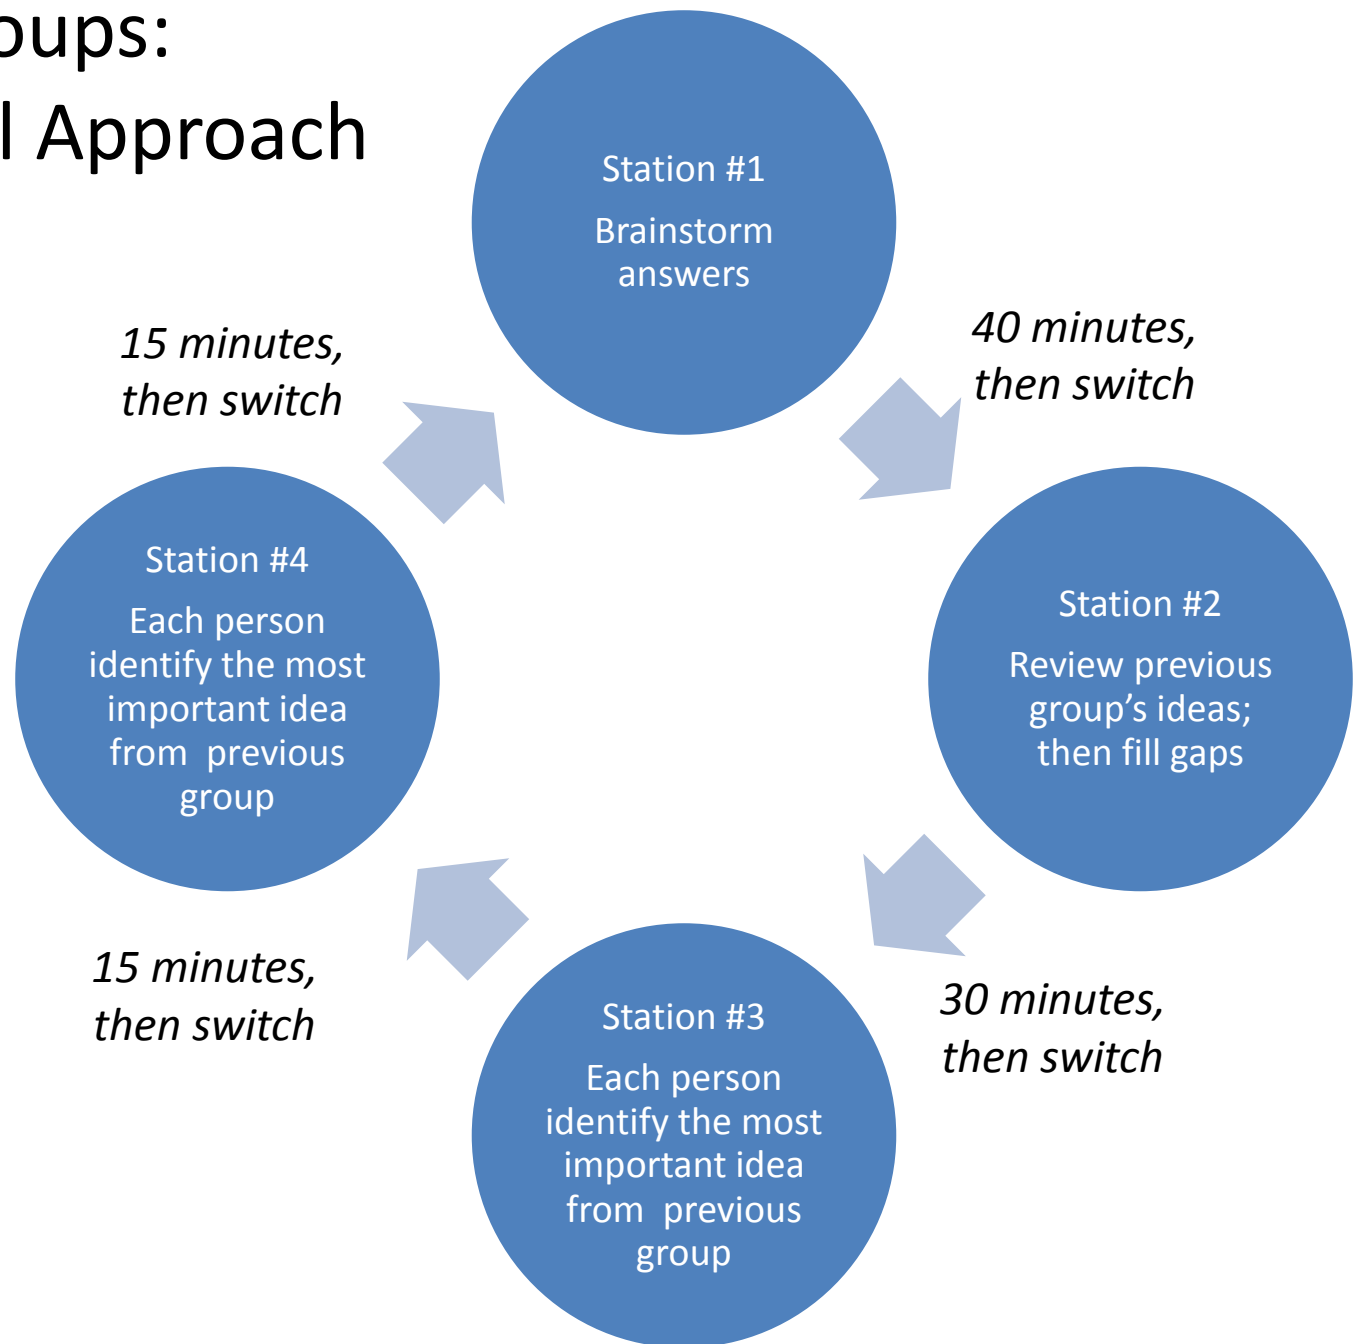 oups:
l Approach
Station #1
Brainstorm
answers
40 minutes,
then switch
Station #2
Review previous
group's ideas;
then fill gaps
30 minutes,
then switch
Station #3
Each person
identify the most
important idea
from  previous
group
15 minutes,
then switch
Station #4
Each person
identify the most
important idea
from  previous
group
15 minutes,
then switch